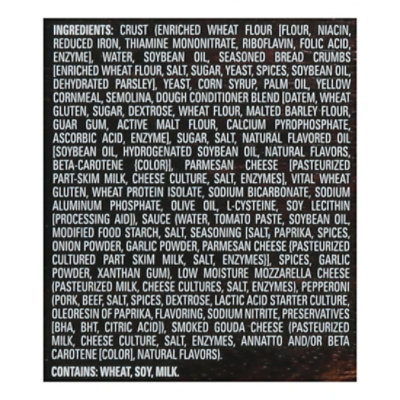 INGREDIENTS: CRUST (ENRICHED WHEAT FLOUR [FLOUR, NIACIN,
REDUCED IRON, THIAMINE MONONITRATE, RIBOFLAVIN, FOLIC ACID,
ENZYME], WATER, SOYBEAN OIL, SEASONED BREAD CRUMBS
[ENRICHED WHEAT FLOUR, SALT, SUGAR, YEAST, SPICES, SOYBEAN OIL,
DEHYDRATED PARSLEY], YEAST, CORN SYRUP, PALM OIL, YELLOW
CORNMEAL, SEMOLINA, DOUGH CONDITIONER BLEND [DATEM, WHEAT
GLUTEN, SUGAR, DEXTROSE, WHEAT FLOUR, MALTED BARLEY FLOUR,
GUAR GUM, ACTIVE MALT FLOUR, CALCIUM PYROPHOSPHATE,
ASCORBIC ACID, ENZYME], SUGAR, SALT, NATURAL FLAVORED OIL
[SOYBEAN OIL, HYDROGENATED SOYBEAN OIL, NATURAL FLAVORS,
BETA-CAROTENE (COLOR)], PARMESAN CHEESE [PASTEURIZED
PART-SKIM MILK, CHEESE CULTURES, SALT, ENZYMES], VITAL WHEAT
GLUTEN, WHEAT PROTEIN ISOLATE, SODIUM BICARBONATE, SODIUM
ALUMINUM PHOSPHATE, OLIVE OIL, L-CYSTEINE, SOY LECITHIN
(PROCESSING AID)), SAUCE (WATER, TOMATO PASTE, SOYBEAN OIL,
MODIFIED FOOD STARCH, SALT, SEASONING [SALT, PAPRIKA, SPICES,
ONION POWDER, GARLIC POWDER, PARMESAN CHEESE (PASTEURIZED
CULTURED PART SKIM MILK, SALT, ENZYMES)], SPICES, GARLIC
POWDER, XANTHAN GUM), LOW MOISTURE MOZZARELLA CHEESE
(PASTEURIZED MILK, CHEESE CULTURES, SALT, ENZYMES), PEPPERONI
(PORK, BEEF, SALT, SPICES, DEXTROSE, LACTIC ACID STARTER CULTURE,
OLEORESIN OF PAPRIKA, FLAVORING, SODIUM NITRITE, PRESERVATIVES
[BHA, BHT, CITRIC ACID]), SMOKED GOUDA CHEESE (PASTEURIZED
MILK, CHEESE CULTURES, SALT, ENZYMES, ANNATTO AND/OR BETA
CAROTENE [COLOR], NATURAL FLAVORS).
CONTAINS: WHEAT, SOY, MILK.